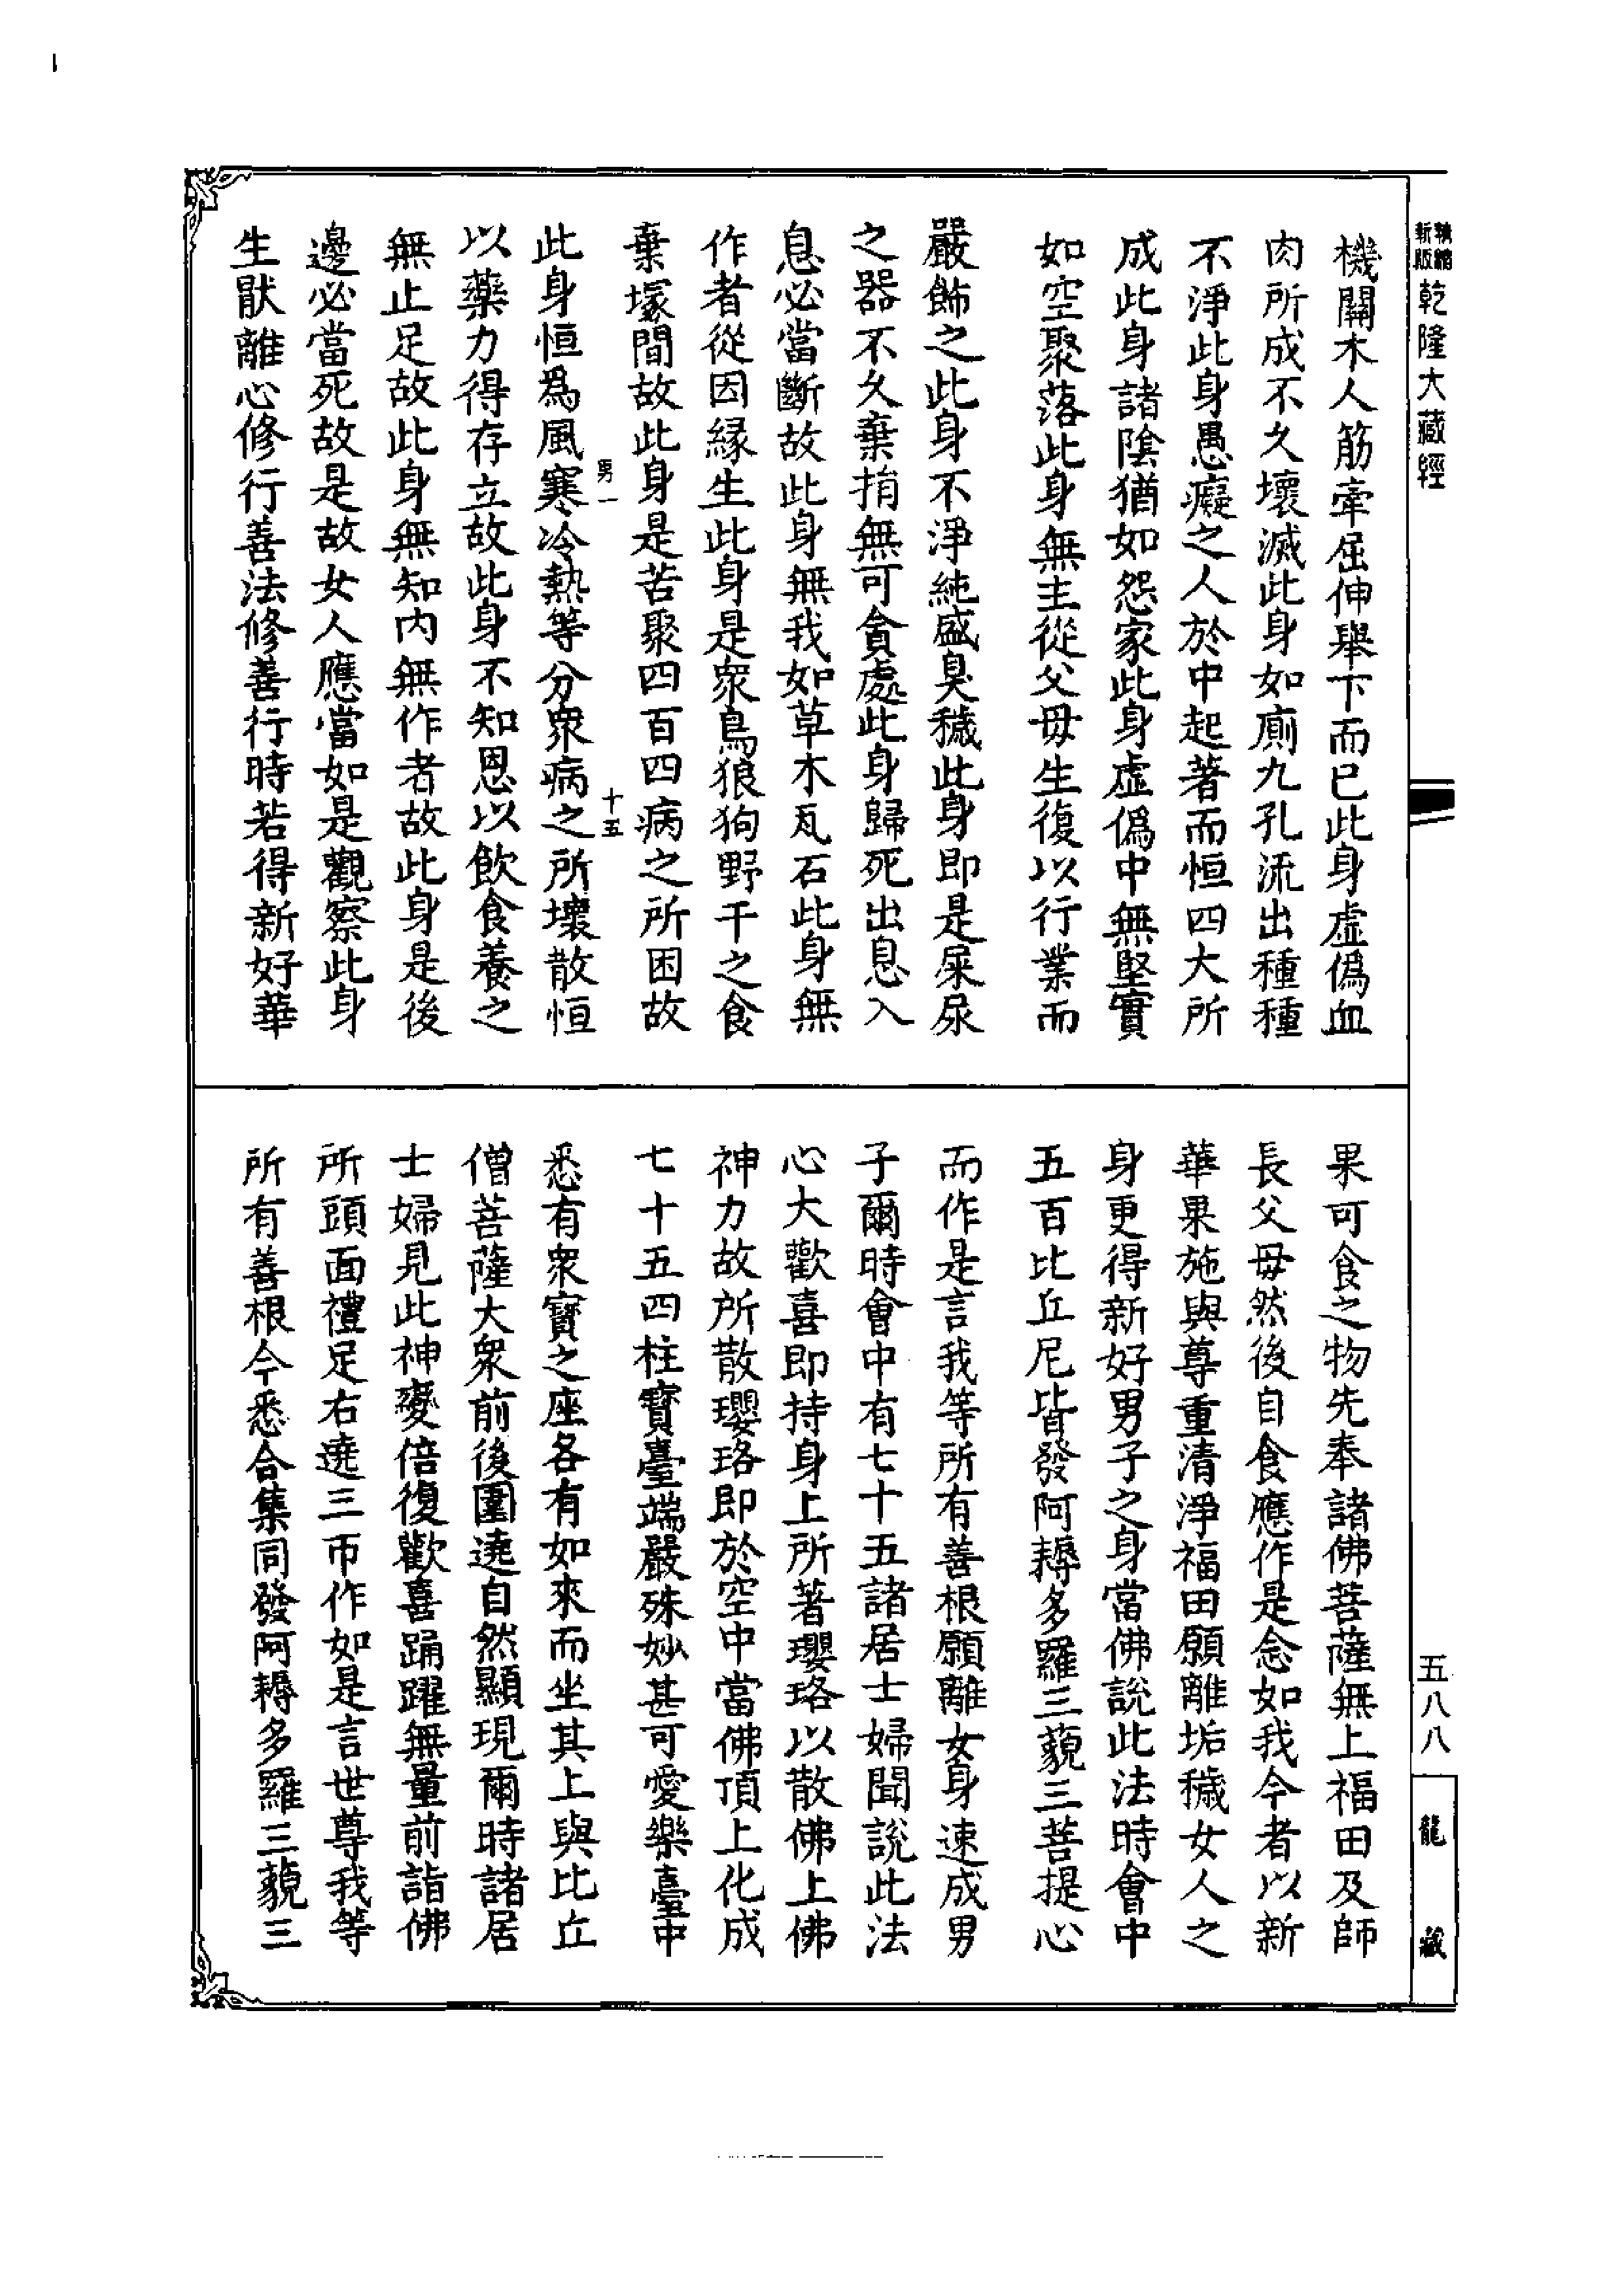 新版
精縮
乾隆大藏經
機關木人筋牽屈伸舉下而已此身虛僞血
肉所成不久壞滅此身如廁九孔流出種種
不淨此身愚癡之人於中起著而恒四大所
成此身諸陰猶如怨家此身虛僞中無堅實
如空聚落此身無主從父母生復以行業而
嚴飾之此身不淨純盛臭穢此身即是屎尿
之器不久棄捐無可貪處此身歸死出息入
息必當斷故此身無我如草木瓦石此身無
作者從因緣生此身是衆鳥狼狗野干之食
棄塚間故此身是苦聚四百四病之所困故
男一
十五
此身恒爲風寒冷熱等分衆病之所壞散恒
以藥力得存立故此身不知恩以飲食養之
無止足故此身無知内無作者故此身是後
邊必當死故是故女人應當如是觀察此身
生猒離心修行善法修善行時若得新好華
果可食之物先奉諸佛菩薩無上福田及師
長父母然後自食應作是念如我今者以新
華果施與尊重清淨福田願離垢穢女人之
身更得新好男子之身當佛說此法時會中
五百比丘尼皆發阿耨多羅三藐三菩提心
而作是言我等所有善根願離女身速成男
子爾時會中有七十五諸居士婦聞說此法
心大歡喜即持身上所著瓔珞以散佛上佛
神力故所散瓔珞即於空中當佛頂上化成
七十五四柱寳臺端嚴殊妙甚可愛樂臺中
悉有衆寳之座各有如來而坐其上與比丘
僧菩薩大衆前後圍遶自然顯現爾時諸居
士婦見此神變倍復歡喜踊躍無量前詣佛
所頭面禮足右遶三帀作如是言世尊我等
所有善根今悉合集同發阿耨多羅三藐三
五八八
龍藏